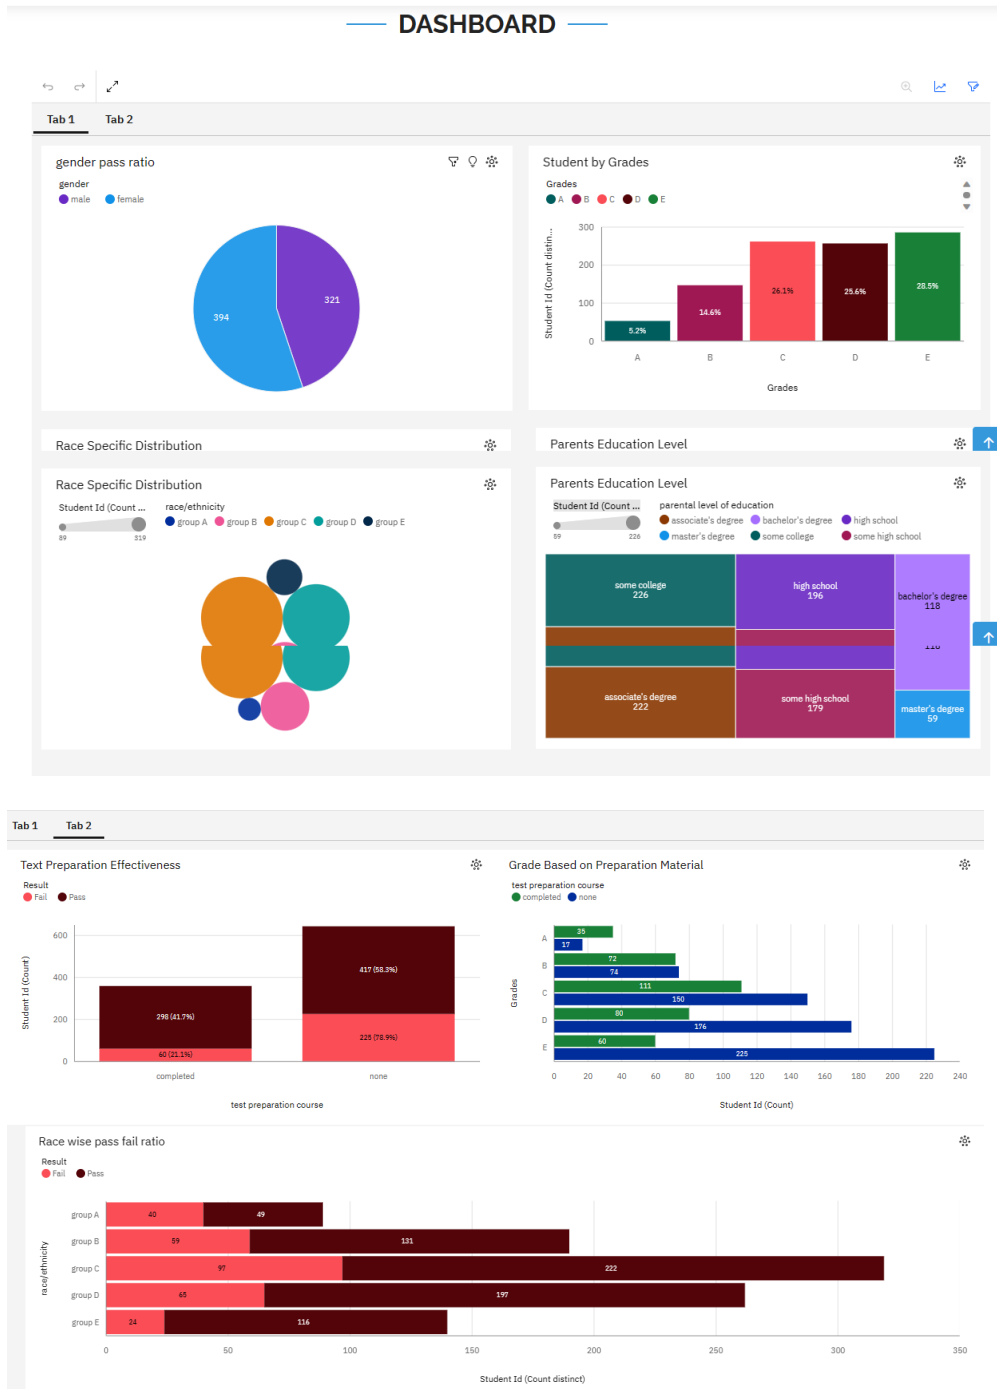 DASHBOARD
Tab 1 Tab 2
gender pass ratio
gender
male female
321
394
Student by Grades
Grades
A B C D E
Student Id (Count distin...
300
200
100
0
5.2% 14.6% 26.1% 25.6% 28.5%
A B C D E
Grades
Race Specific Distribution
Parents Education Level
Race Specific Distribution
Student Id (Count ... race/ethnicity
group A group B group C group D group E
89 319
Parents Education Level
Student Id (Count ... parental level of education
associate's degree bachelor's degree high school
master's degree some college some high school
59 226
some college
226
high school
196
bachelor's degree
118
associate's degree
222
some high school
179
master's degree
59
Tab 1 Tab 2
Text Preparation Effectiveness
Result
Fail Pass
Student Id (Count)
600
400
200
0
417 (58.3%)
298 (41.7%)
225 (78.9%)
60 (21.1%)
completed none
test preparation course
Grade Based on Preparation Material
test preparation course
completed none
Grades
A
35
17
B
72
74
C
111
150
D
80
176
E
60
225
0 20 40 60 80 100 120 140 160 180 200 220 240
Student Id (Count)
Race wise pass fail ratio
Result
Fail Pass
race/ethnicity
group A 40 49
group B 59 131
group C 97 222
group D 65 197
group E 24 116
0 50 100 150 200 250 300 350
Student Id (Count distinct)